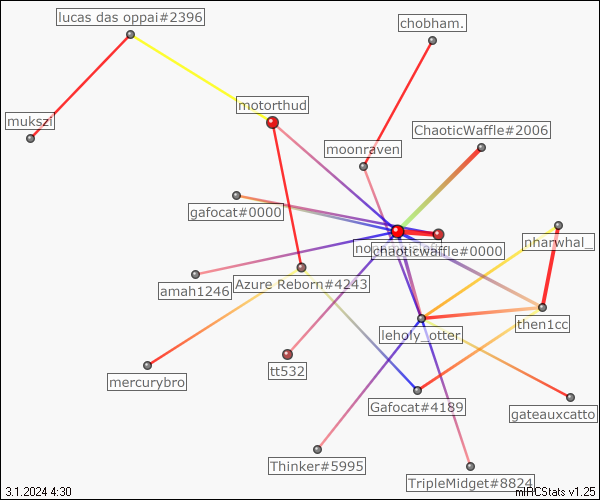 lucas das oppai#2396
chobham.
motorthud
mukszi
ChaoticWaffle#2006
moonraven
gafocat#0000
nharwhal_
chaoticwaffle#0000
amah1246
Azure Reborn#4243
leholy_otter
then1cc
tt532
mercurybro
Gafocat#4189
gateauxcatto
Thinker#5995
TripleMidget#8824
3.1.2024 4:30
mIRCStats v1.25